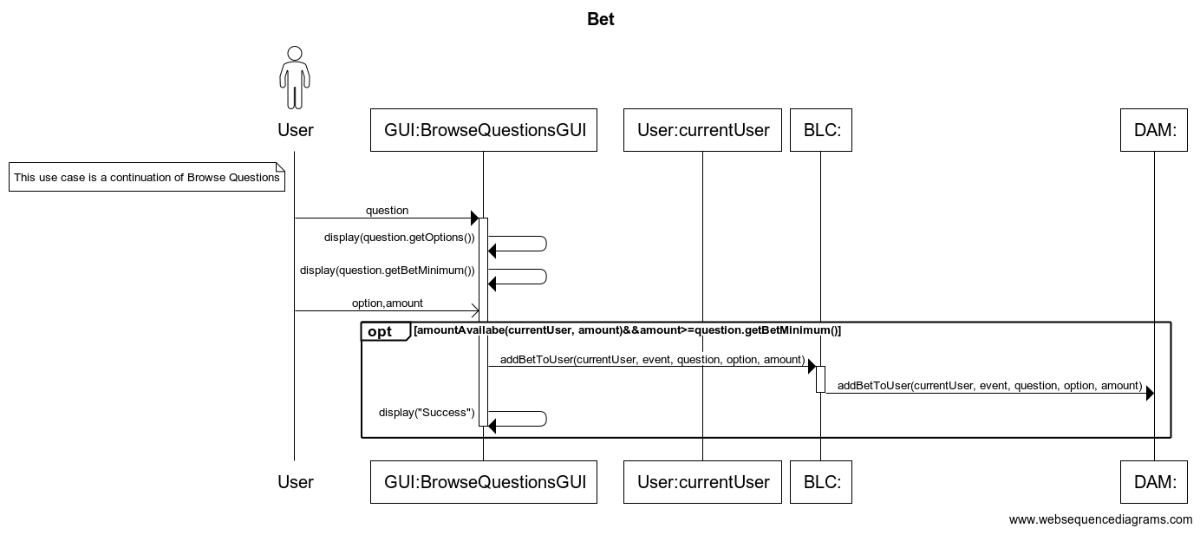 Bet
User
GUI:BrowseQuestionsGUI
User:currentUser
BLC:
DAM:
This use case is a continuation of Browse Questions
question
display(question.getOptions())
display(question.getBetMinimum())
option,amount
opt
[amountAvailabe(currentUser, amount)&&amount>=question.getBetMinimum()]
addBetToUser(currentUser, event, question, option, amount)
addBetToUser(currentUser, event, question, option, amount)
display("Success")
User
GUI:BrowseQuestionsGUI
User:currentUser
BLC:
DAM:
www.websequencediagrams.com